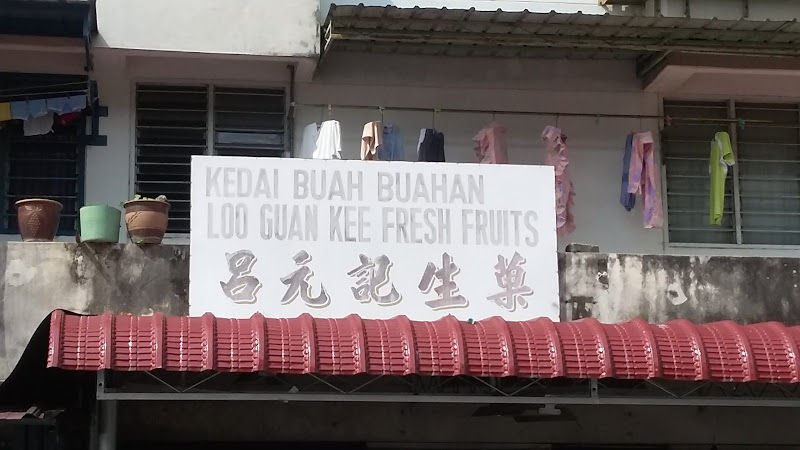 KEDAI BUAH BUAHAN
LOO GUAN KEE FRESH FRUITS
呂元記生菓